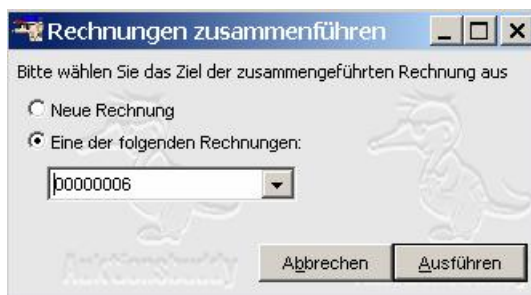 Rechnungen zusammenführen
Bitte wählen Sie das Ziel der zusammengeführten Rechnung aus
Neue Rechnung
Eine der folgenden Rechnungen:
00000006
Auktionsbuddy
Abbrechen
Ausführen